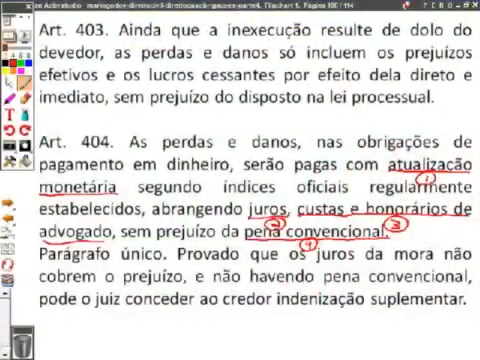 Art. 403. Ainda que a inexecução resulte de dolo do
devedor, as perdas e danos só incluem os prejuízos
efetivos e os lucros cessantes por efeito dela direto e
imediato, sem prejuízo do disposto na lei processual.
Art. 404. As perdas e danos, nas obrigações de
pagamento em dinheiro, serão pagas com atualização
monetária segundo índices oficiais regularmente
estabelecidos, abrangendo juros, custas e honorários de
advogado, sem prejuízo da pena convencional.
Parágrafo único. Provado que os juros da mora não
cobrem o prejuízo, e não havendo pena convencional,
pode o juiz conceder ao credor indenização suplementar.
1
2
3
4